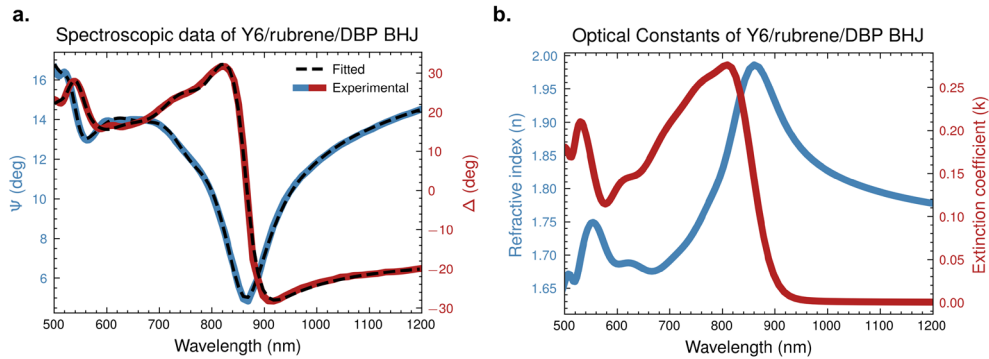 a.
Spectroscopic data of Y6/rubrene/DBP BHJ
Fitted
Experimental
16
14
12
10
8
6
Ψ (deg)
30
20
10
0
−10
−20
−30
Δ (deg)
500 600 700 800 900 1000 1100 1200
Wavelength (nm)
b.
Optical Constants of Y6/rubrene/DBP BHJ
2.00
1.95
1.90
1.85
1.80
1.75
1.70
1.65
Refractive index (n)
0.25
0.20
0.15
0.10
0.05
0.00
Extinction coefficient (k)
500 600 700 800 900 1000 1100 1200
Wavelength (nm)